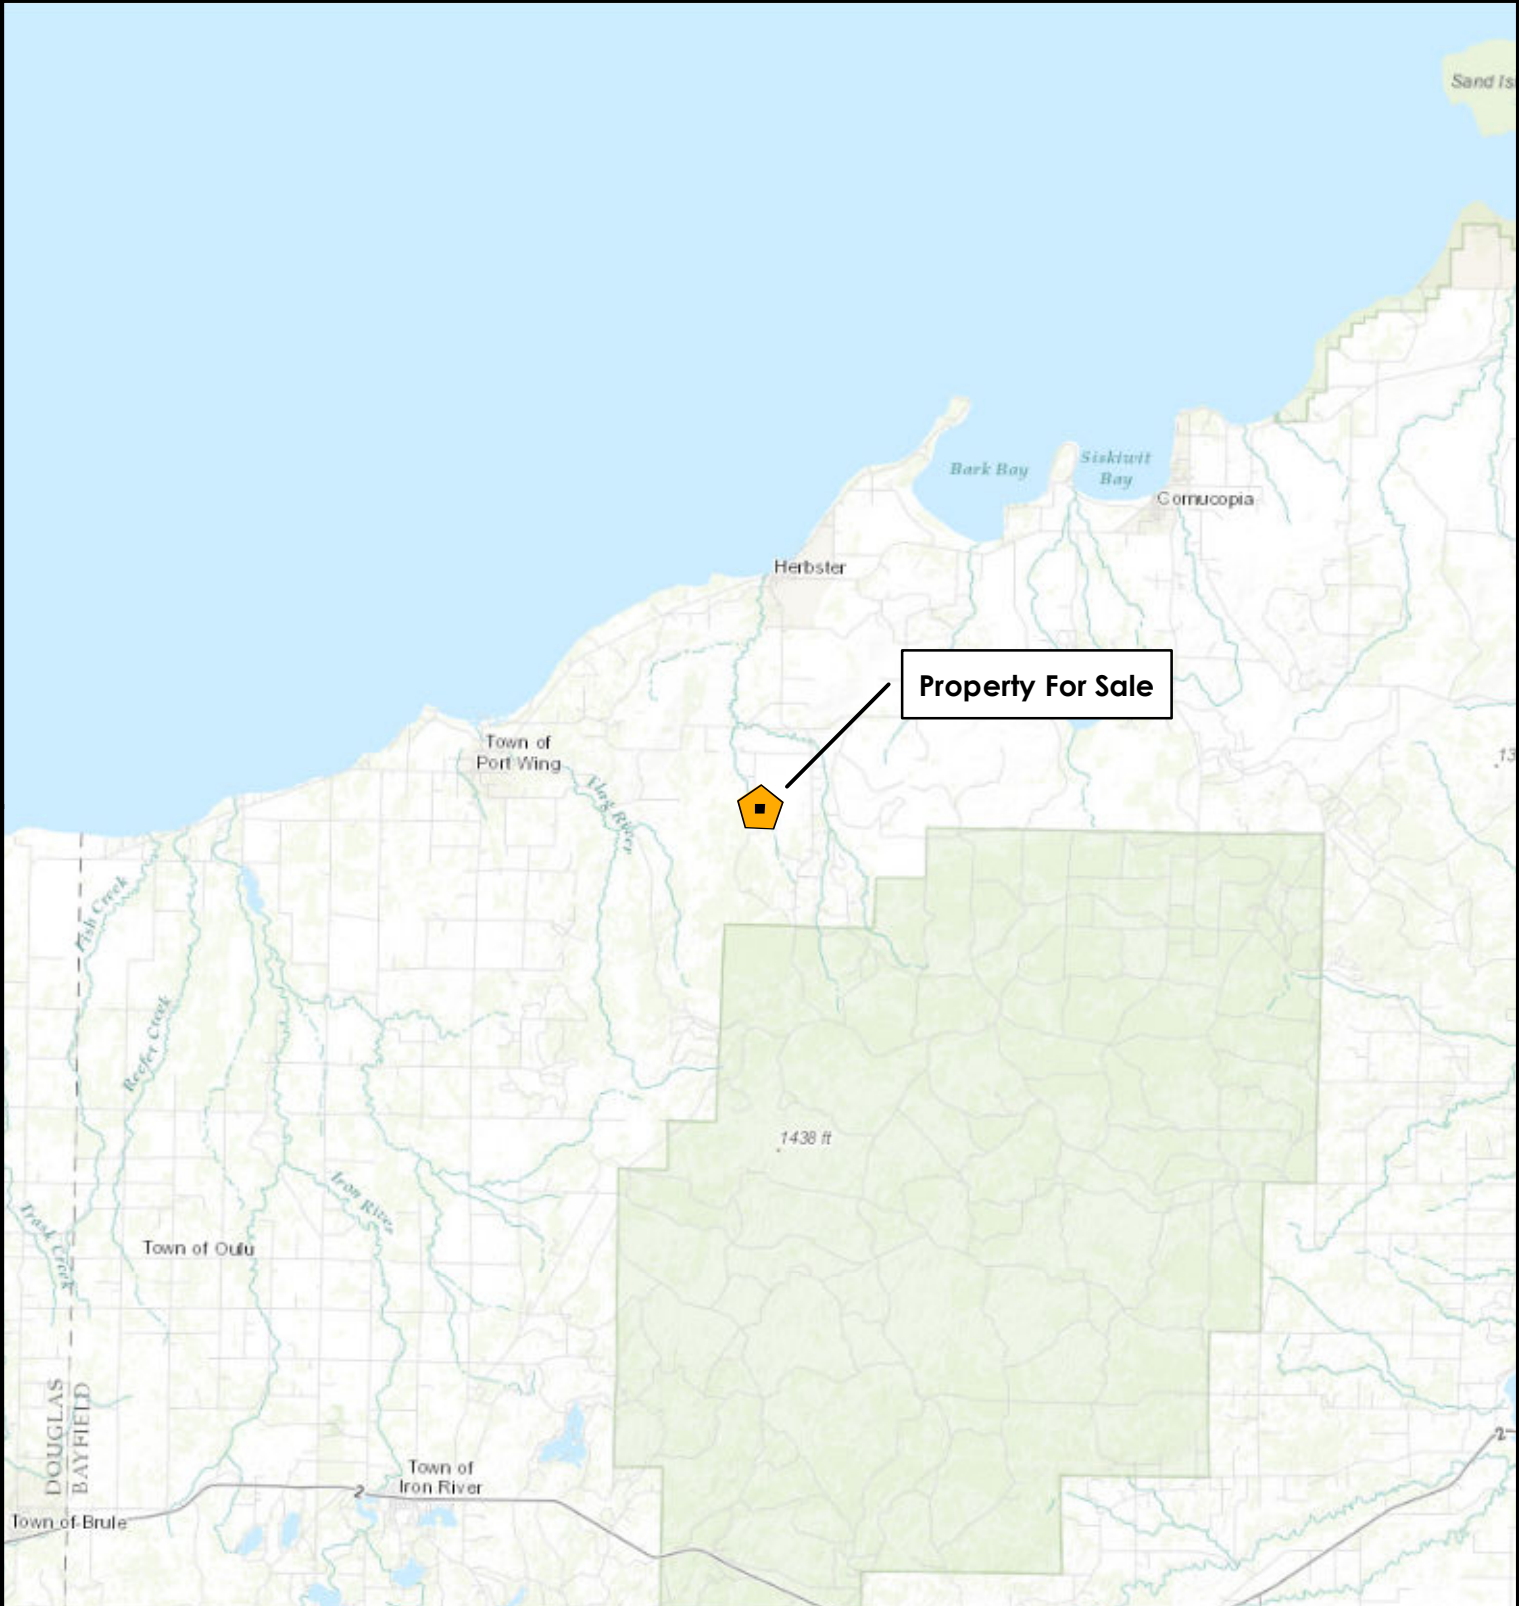 Sand Is
Bark Bay
Siskiwit
Bay
Cornucopia
Herbster
Property For Sale
Town of
Port Wing
Flag River
13
Fish Creek
Reefer Creek
1438 ft
Iron River
Trask Creek
Town of Oulu
DOUGLAS
BAYFIELD
2
Town of
Iron River
2
Town of Brule